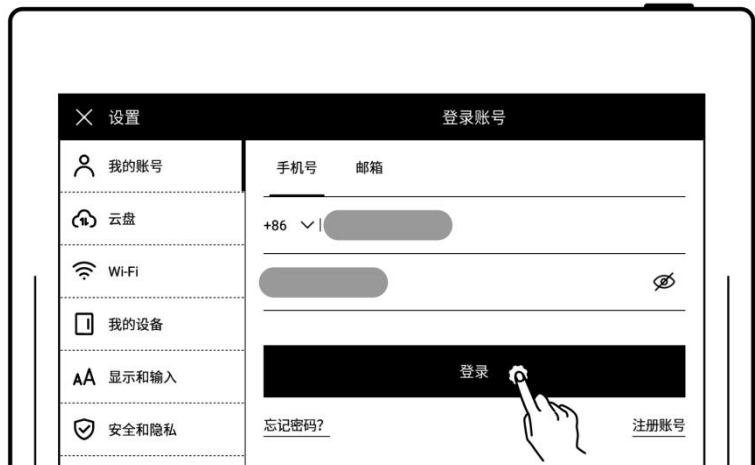 设置
登录账号
我的账号
云盘
Wi-Fi
我的设备
显示和输入
安全和隐私
手机号 邮箱
+86
登录
忘记密码? 注册账号